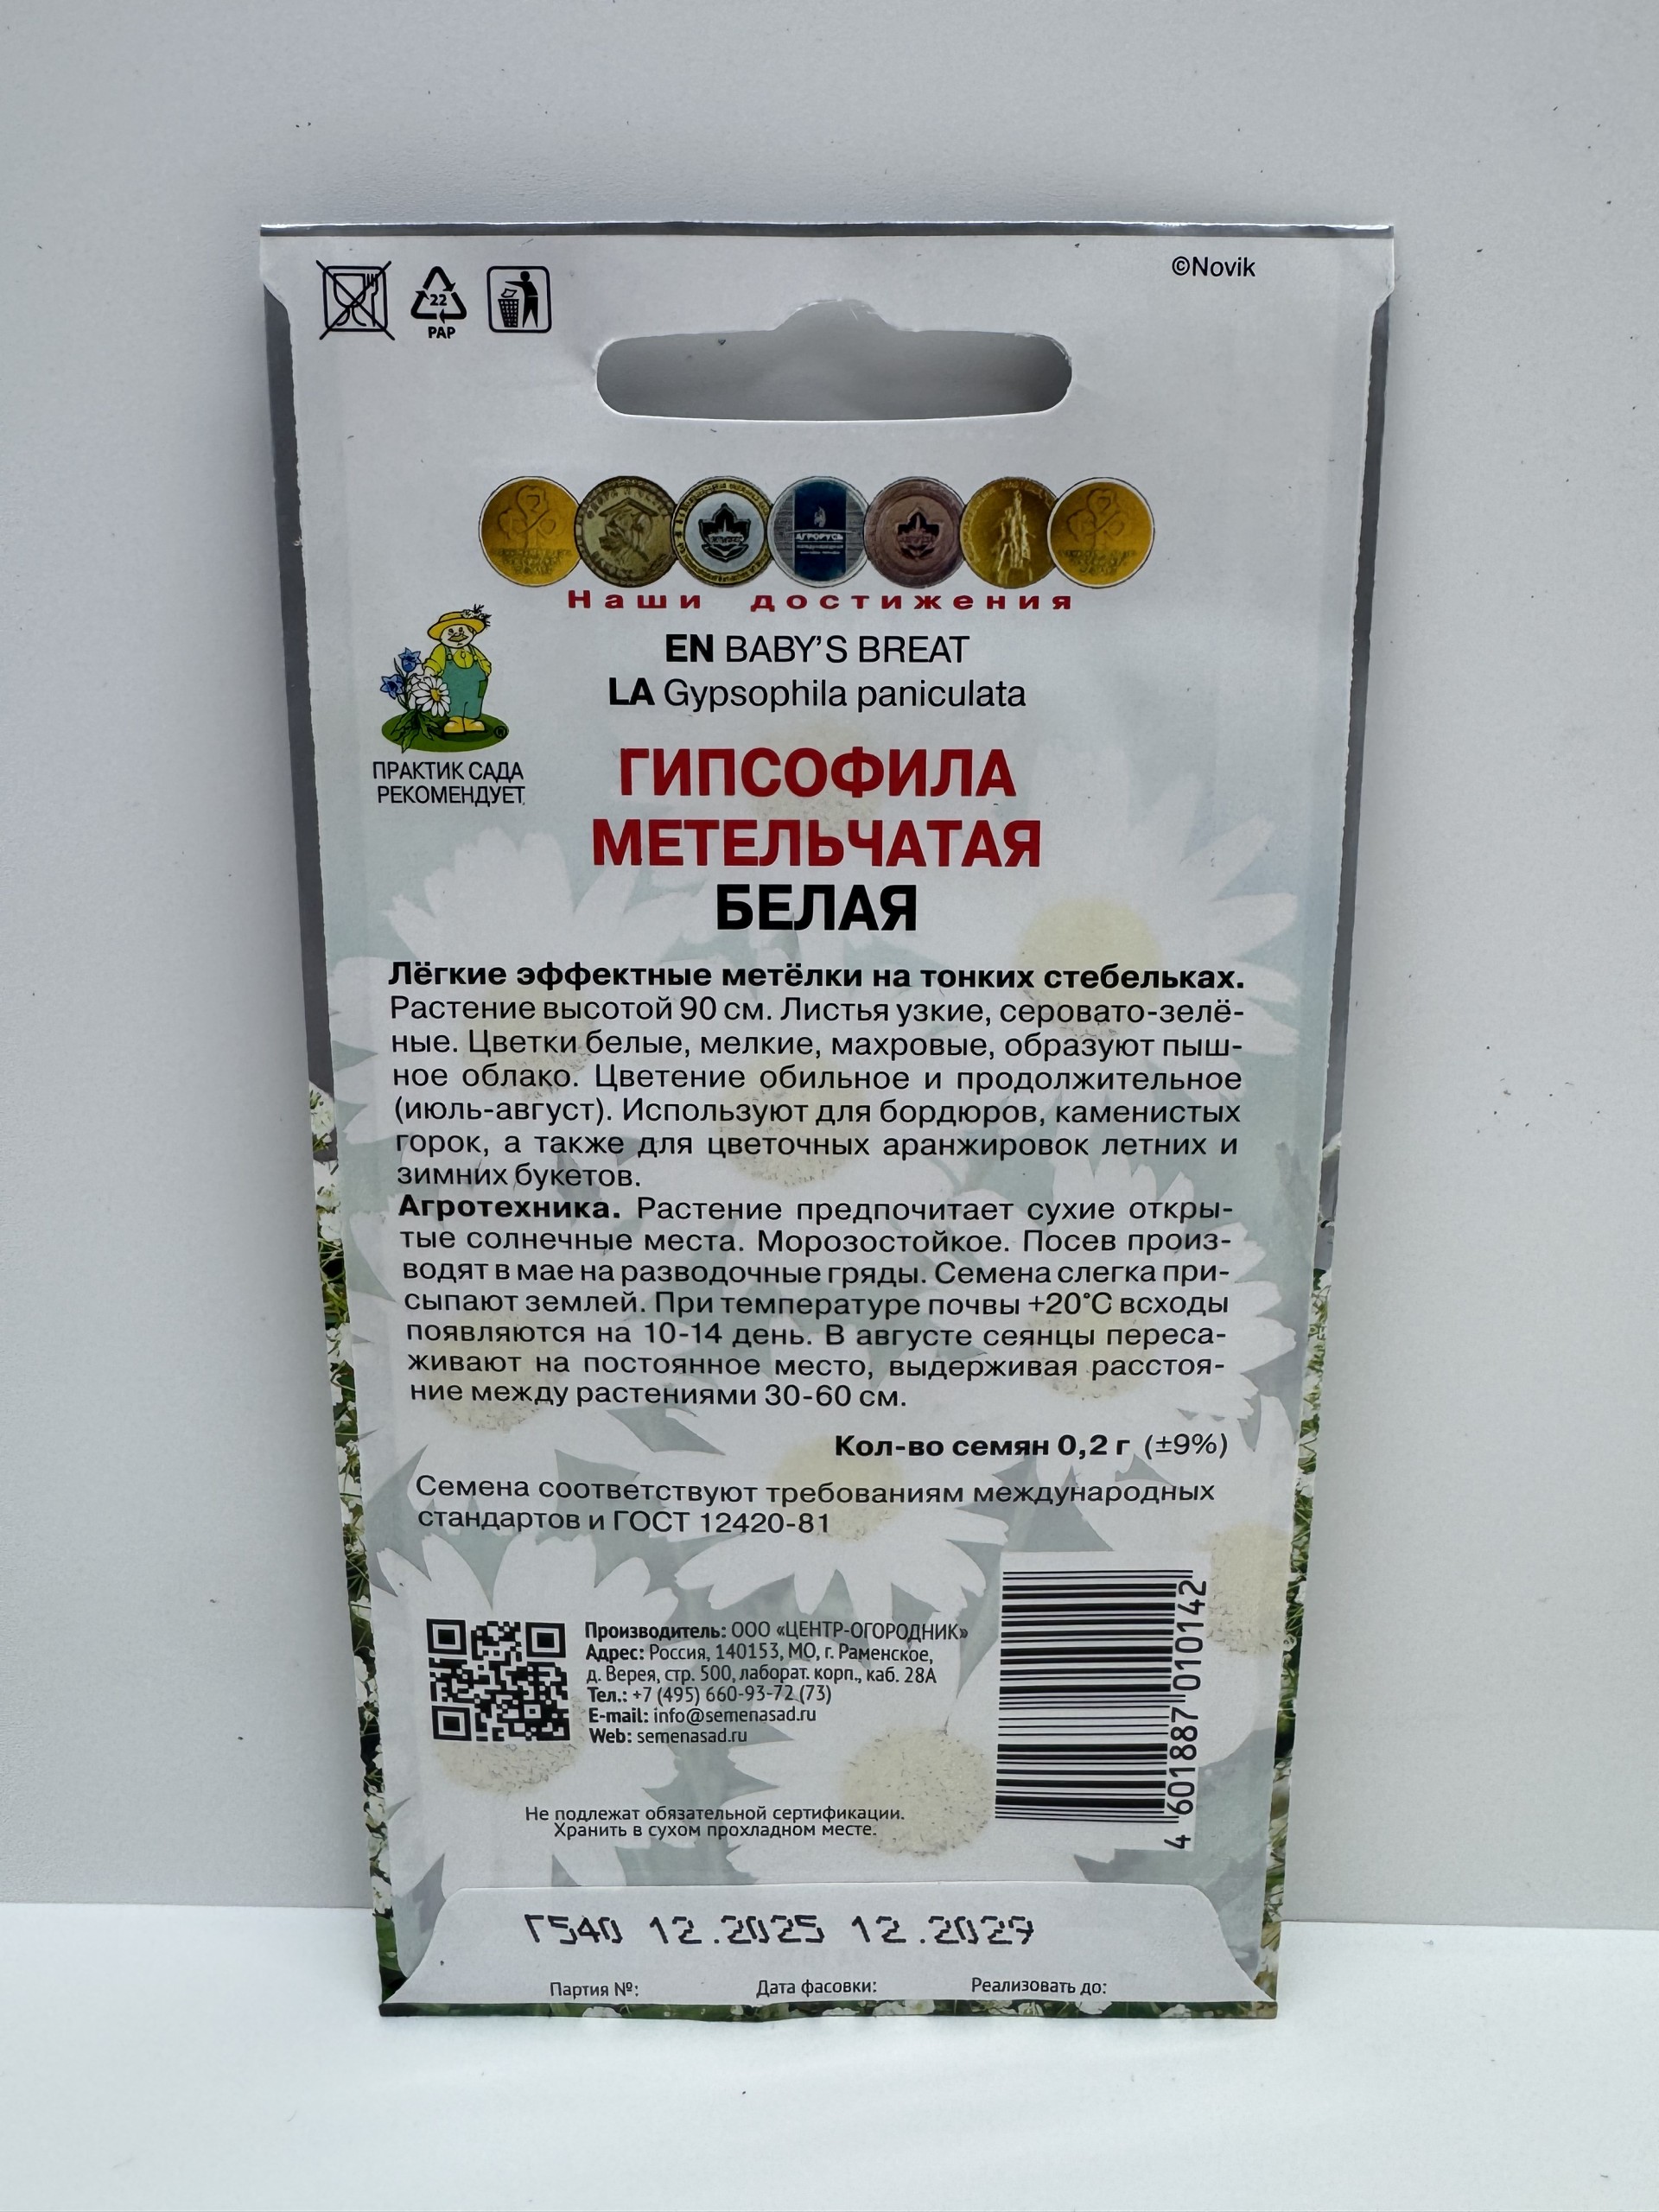 ©Novik
22
PAP
АГРОРУСЬ
Наши достижения
EN BABY’S BREAT
LA Gypsophila paniculata
ПРАКТИК САДА
РЕКОМЕНДУЕТ
ГИПСОФИЛА
МЕТЕЛЬЧАТАЯ
БЕЛАЯ
Лёгкие эффектные метёлки на тонких стебельках.
Растение высотой 90 см. Листья узкие, серовато-зелё-
ные. Цветки белые, мелкие, махровые, образуют пыш-
ное облако. Цветение обильное и продолжительное
(июль-август). Используют для бордюров, каменистых
горок, а также для цветочных аранжировок летних и
зимних букетов.
Агротехника. Растение предпочитает сухие откры-
тые солнечные места. Морозостойкое. Посев произ-
водят в мае на разводочные гряды. Семена слегка при-
сыпают землей. При температуре почвы +20°С всходы
появляются на 10-14 день. В августе сеянцы переса-
живают на постоянное место, выдерживая расстоя-
ние между растениями 30-60 см.
Кол-во семян 0,2 г (±9%)
Семена соответствуют требованиям международных
стандартов и ГОСТ 12420-81
Производитель: ООО «ЦЕНТР-ОГОРОДНИК»
Адрес: Россия, 140153, МО, г. Раменское,
д. Верея, стр. 500, лаборат. корп., каб. 28А
Тел.: +7 (495) 660-93-72 (73)
E-mail: info@semenasad.ru
Web: semenasad.ru
4 601887 010142
Не подлежат обязательной сертификации.
Хранить в сухом прохладном месте.
Г540 12.2025 12.2029
Партия №: Дата фасовки: Реализовать до: